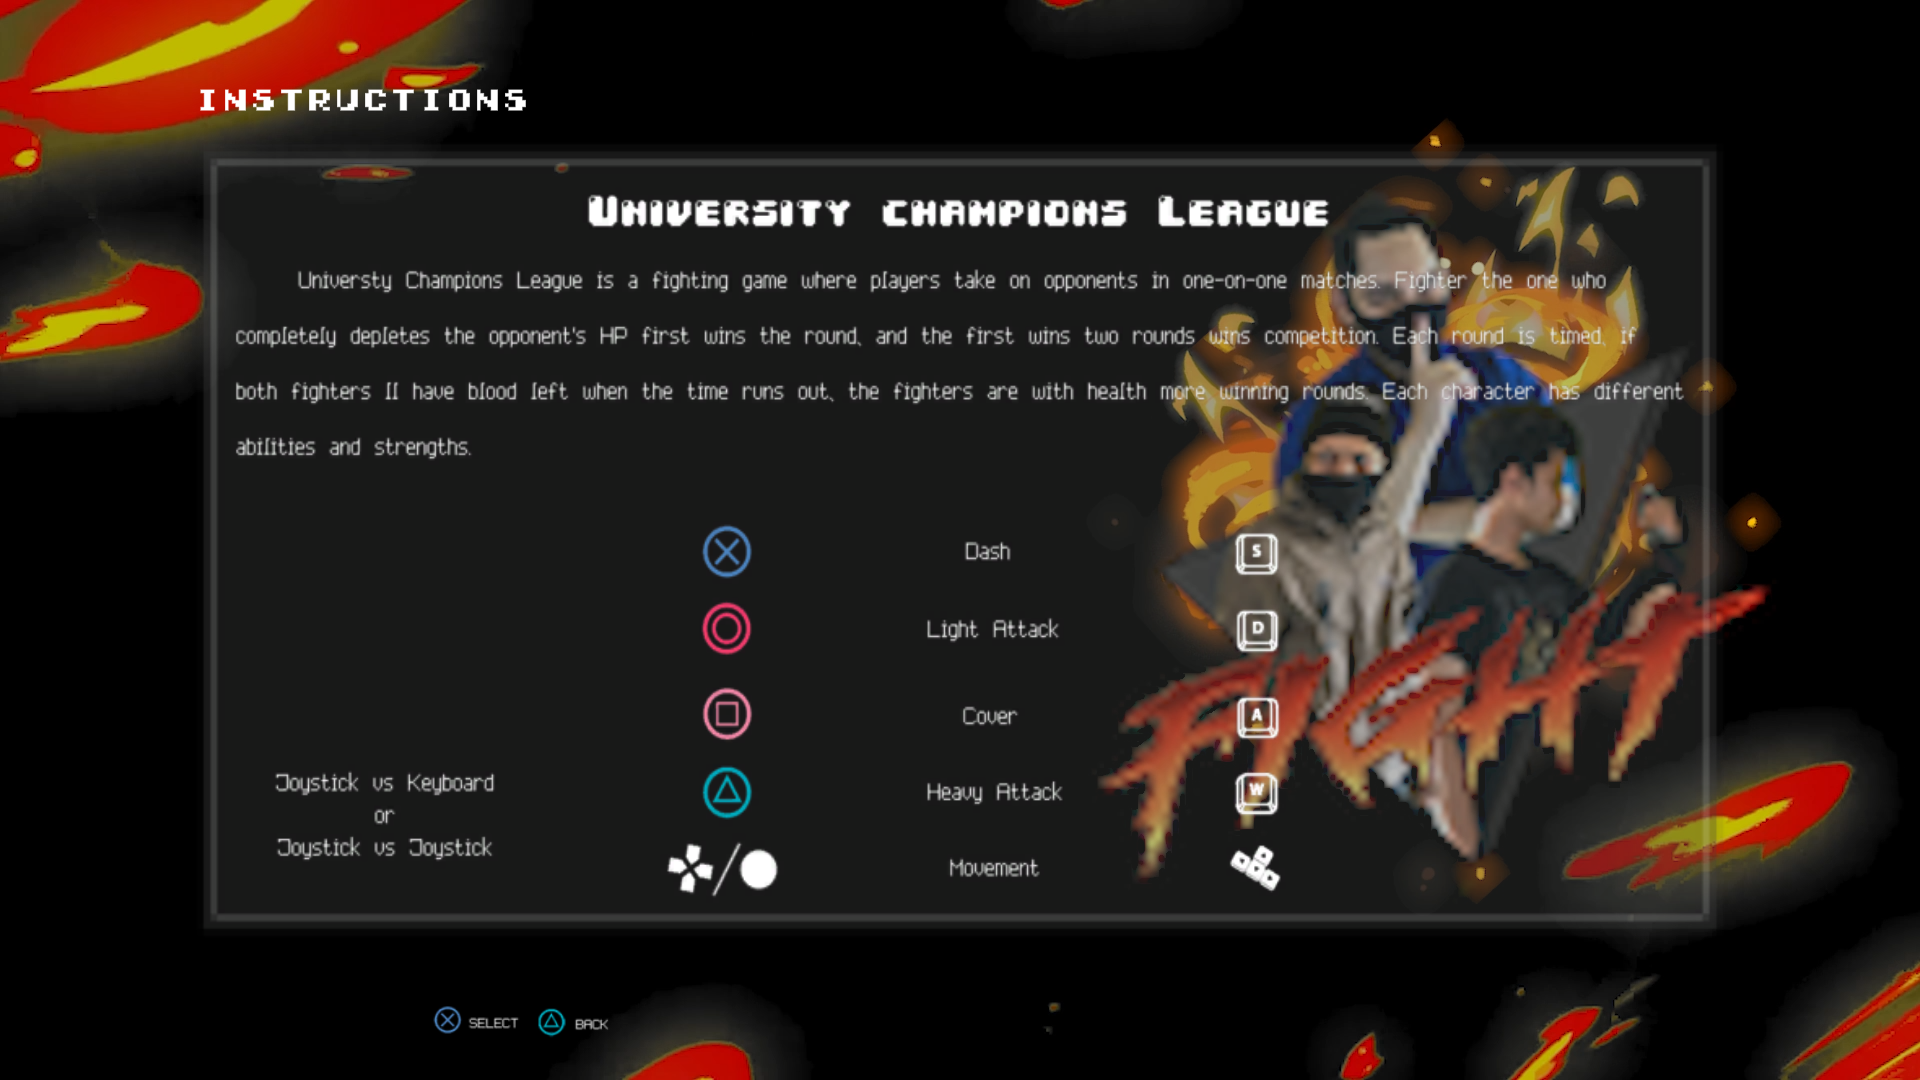 INSTRUCTIONS
University champions League
Universty Champions League is a fighting game where players take on opponents in one-on-one matches. Fighter the one who
completely depletes the opponent's HP first wins the round, and the first wins two rounds wins competition. Each round is timed, if
both fighters II have blood left when the time runs out, the fighters are with health more winning rounds. Each character has different
abilities and strengths.
Dash S
Light Attack D
Cover A
Joystick vs Keyboard
or
Joystick vs Joystick
Heavy Attack W
Movement
FIGHT
SELECT BACK